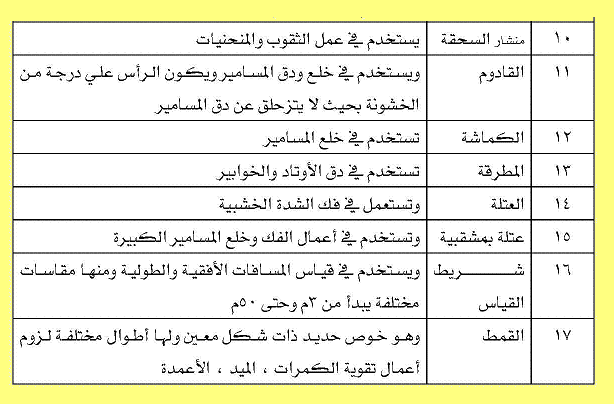 ١٠ منشار السحقة يستخدم في عمل الثقوب والمنحنيات
١١ القادوم ويستخدم في خلع ودق المسامير ويكون الرأس علي درجة من
الخشونة بحيث لا يتزحلق عن دق المسامير
١٢ الكماشة تستخدم في خلع المسامير
١٣ المطرقة تستخدم في دق الأوتاد والخوابير
١٤ العتلة وتستعمل في فك الشدة الخشبية
١٥ عتلة بمشقبية وتستخدم في أعمال الفك وخلع المسامير الكبيرة
١٦ شريط ويستخدم في قياس المسافات الأفقية والطولية ومنها مقاسات
القياس مختلفة يبدأ من ٣م وحتى ٥٠م
١٧ القمط وهو خوص حديد ذات شكل معين ولها أطوال مختلفة لزوم
أعمال تقوية الكمرات ، الميد ، الأعمدة